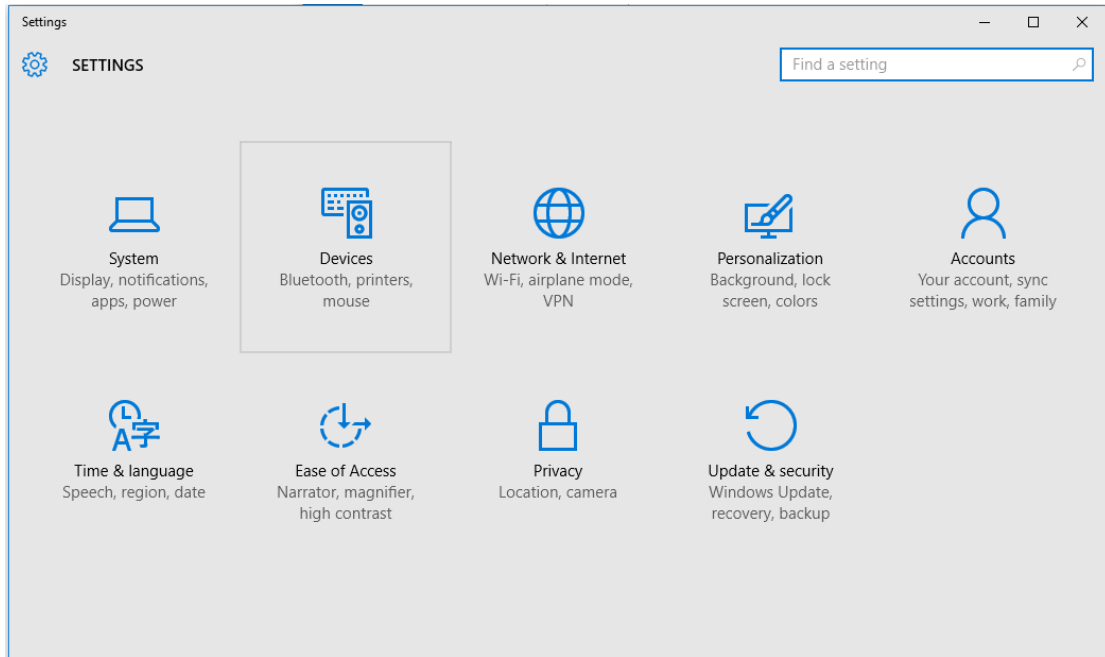 Settings
SETTINGS
Find a setting
System
Display, notifications,
apps, power
Devices
Bluetooth, printers,
mouse
Network & Internet
Wi-Fi, airplane mode,
VPN
Personalization
Background, lock
screen, colors
Accounts
Your account, sync
settings, work, family
A字
Time & language
Speech, region, date
Ease of Access
Narrator, magnifier,
high contrast
Privacy
Location, camera
Update & security
Windows Update,
recovery, backup